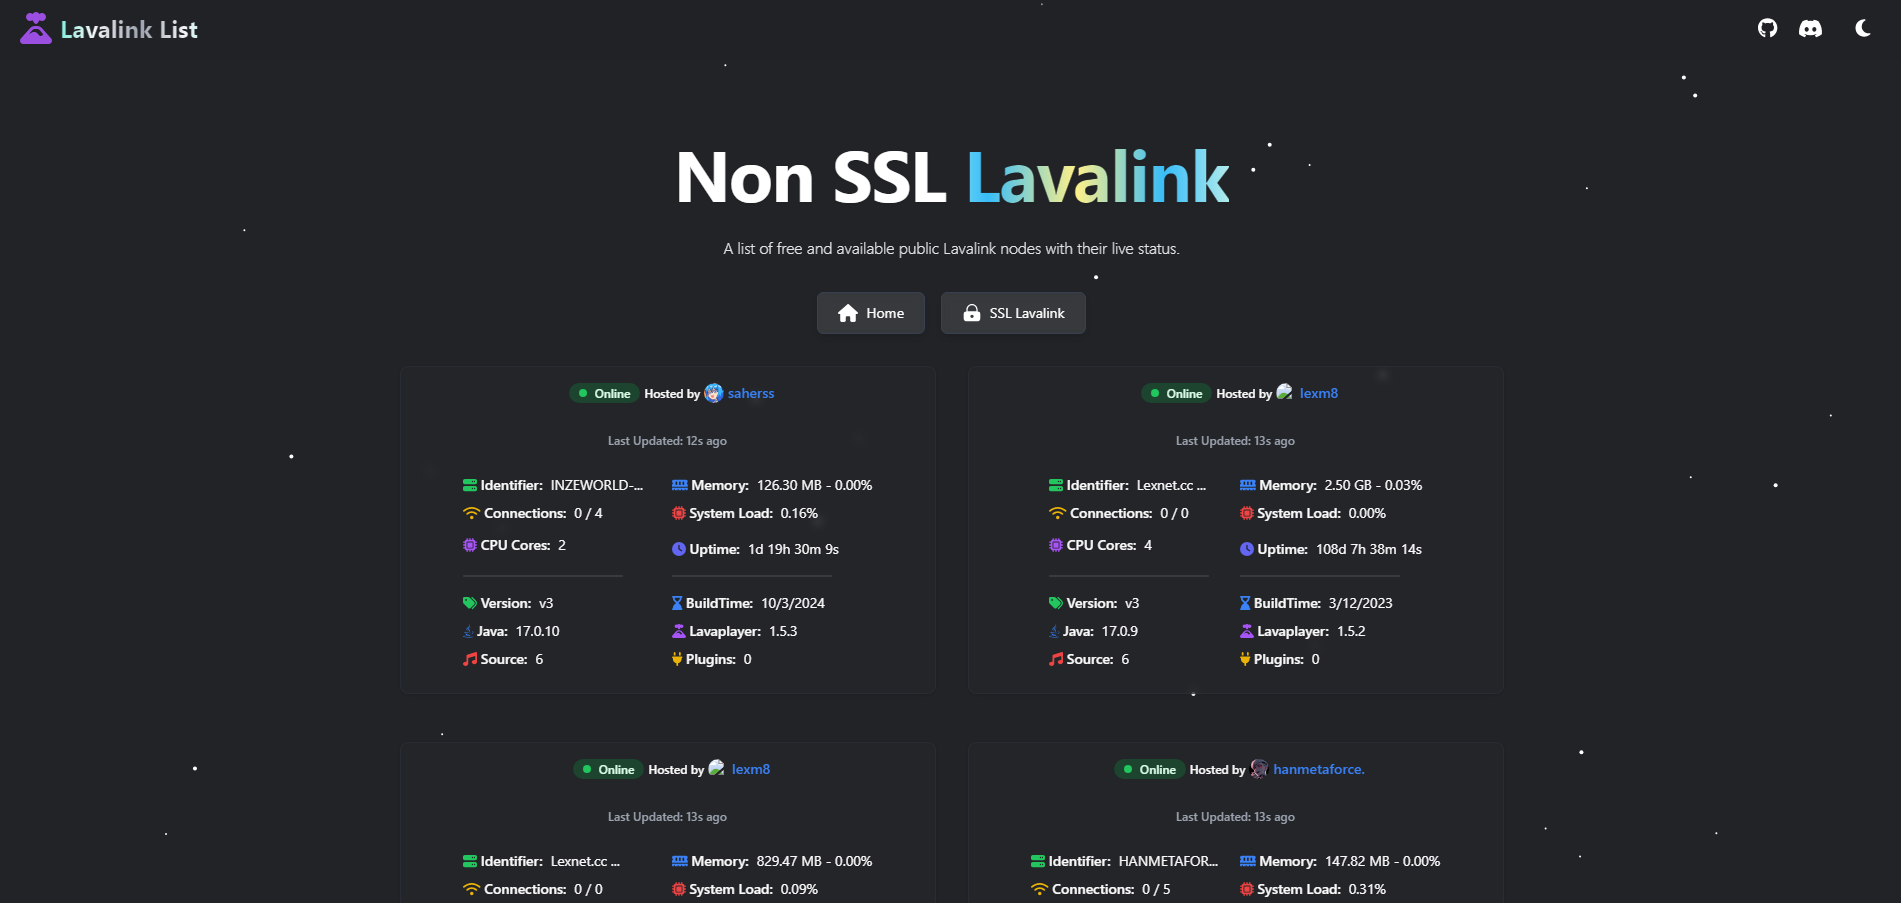 Lavalink List
Non SSL Lavalink
A list of free and available public Lavalink nodes with their live status.
Home
SSL Lavalink
Online Hosted by saherss
Last Updated: 12s ago
Identifier: INZEWORLD-...
Memory: 126.30 MB - 0.00%
Connections: 0 / 4
System Load: 0.16%
CPU Cores: 2
Uptime: 1d 19h 30m 9s
Version: v3
BuildTime: 10/3/2024
Java: 17.0.10
Lavaplayer: 1.5.3
Source: 6
Plugins: 0
Online Hosted by lexm8
Last Updated: 13s ago
Identifier: Lexnet.cc ...
Memory: 2.50 GB - 0.03%
Connections: 0 / 0
System Load: 0.00%
CPU Cores: 4
Uptime: 108d 7h 38m 14s
Version: v3
BuildTime: 3/12/2023
Java: 17.0.9
Lavaplayer: 1.5.2
Source: 6
Plugins: 0
Online Hosted by lexm8
Last Updated: 13s ago
Identifier: Lexnet.cc ...
Memory: 829.47 MB - 0.00%
Connections: 0 / 0
System Load: 0.09%
Online Hosted by hanmetaforce.
Last Updated: 13s ago
Identifier: HANMETAFOR...
Memory: 147.82 MB - 0.00%
Connections: 0 / 5
System Load: 0.31%